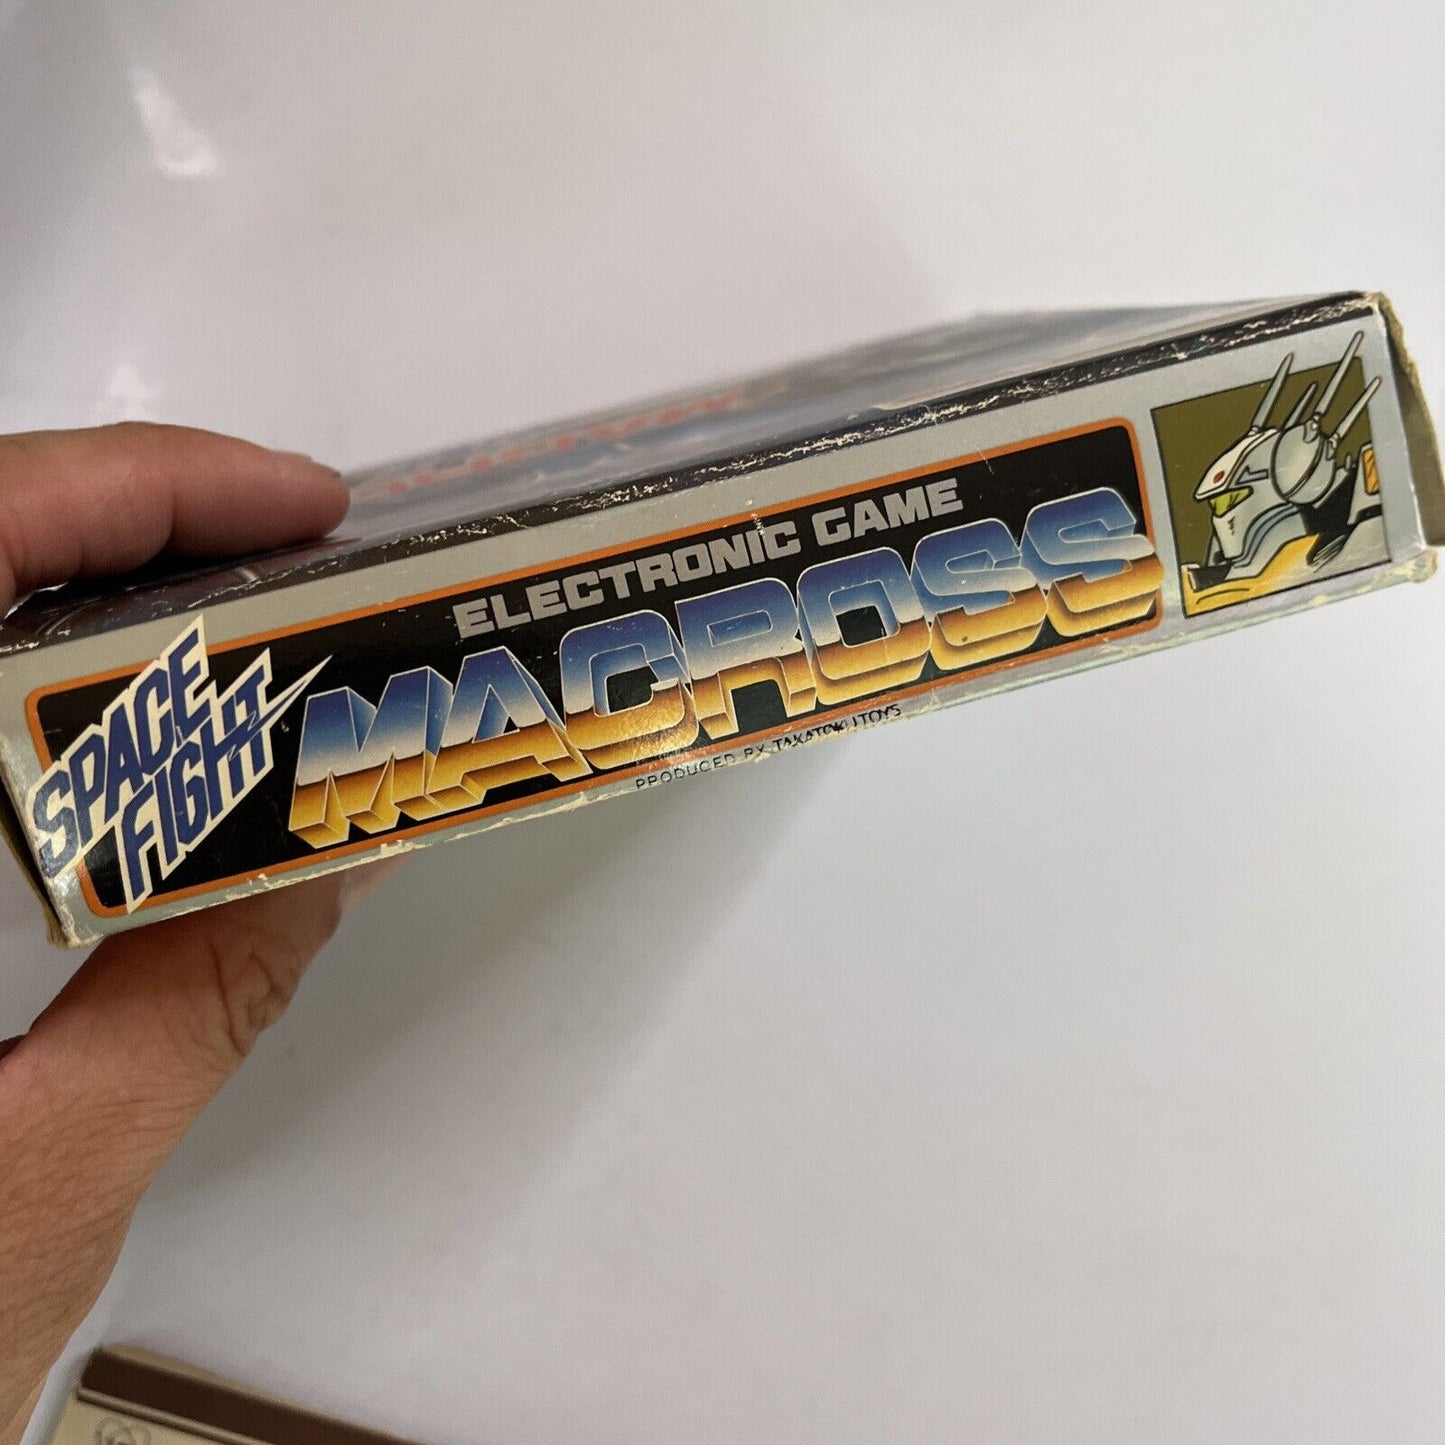 SPACE
FIGHT
ELECTRONIC GAME
MACROSS
PRODUCED BY TAKATOKU TOYS